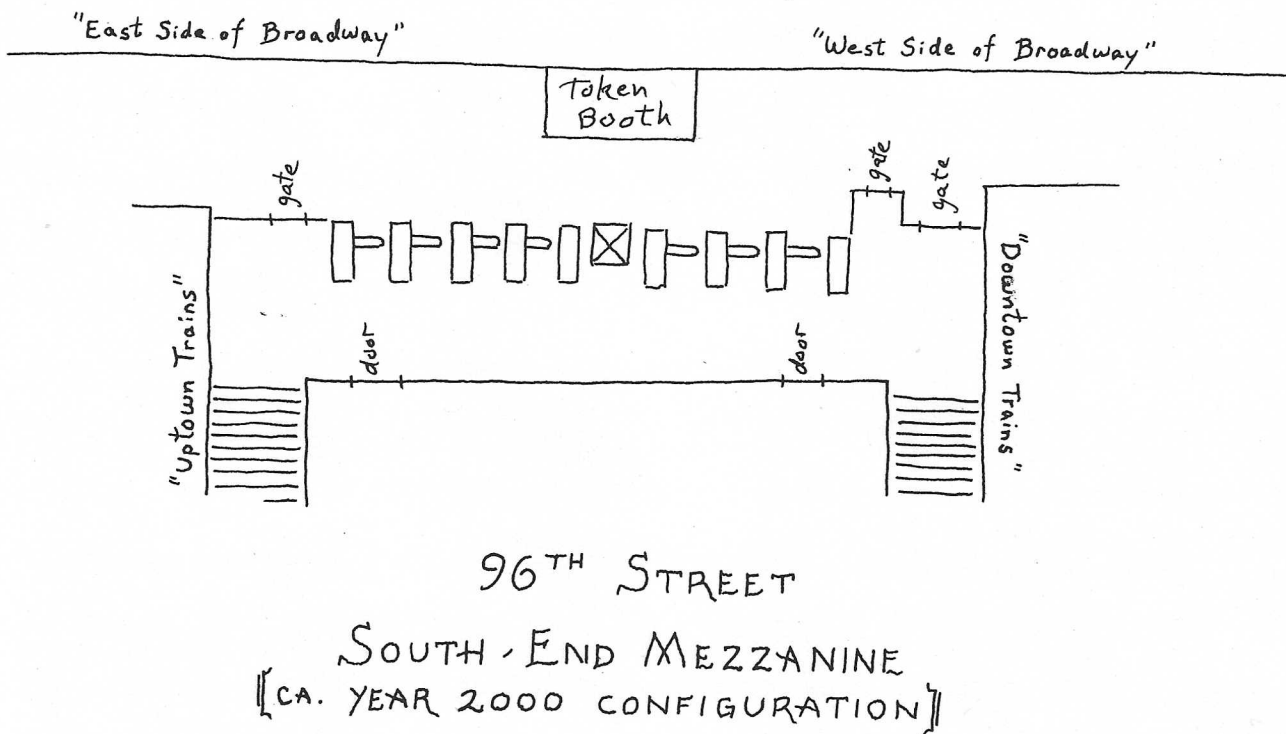 "East Side of Broadway"
"West Side of Broadway"
Token
Booth
gate
gate
gate
"Uptown Trains"
"Downtown Trains"
door
door
96TH STREET
SOUTH-END MEZZANINE
[CA. YEAR 2000 CONFIGURATION]